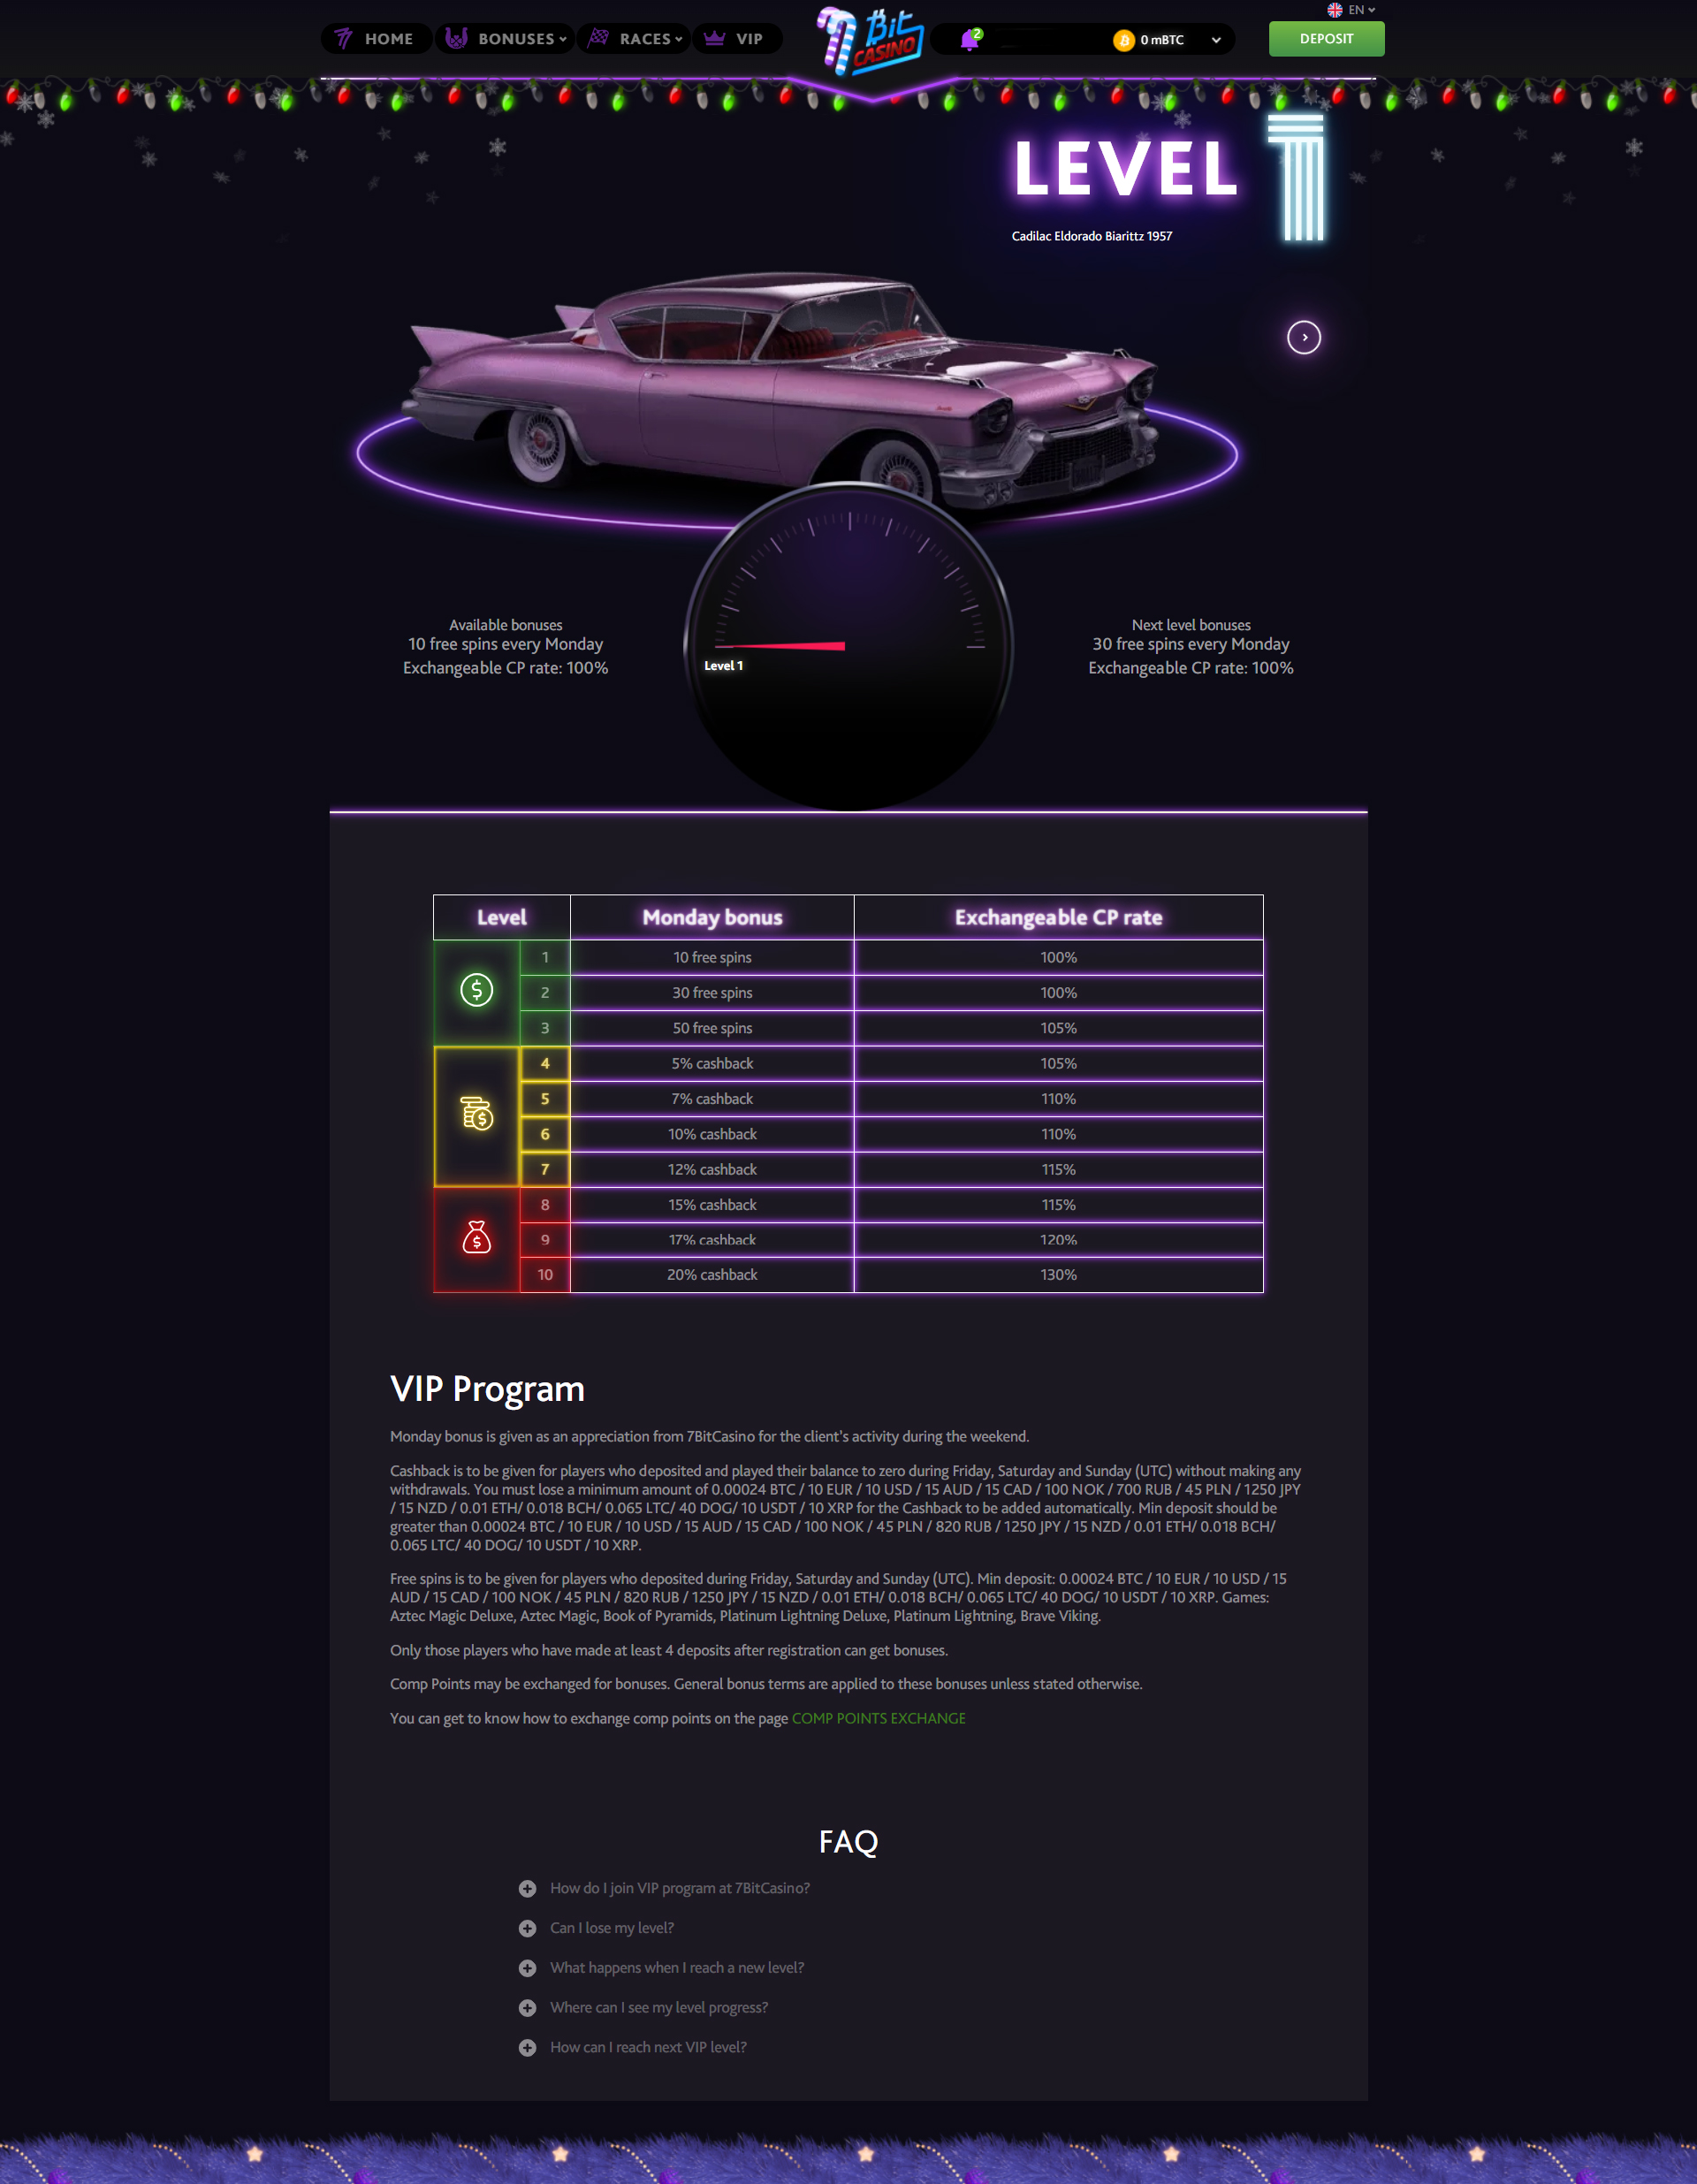 HOME
BONUSES
RACES
VIP
7Bit
CASINO
2
0 mBTC
EN
DEPOSIT
LEVEL 1
Cadilac Eldorado Biarittz 1957
Available bonuses
10 free spins every Monday
Exchangeable CP rate: 100%
Level 1
Next level bonuses
30 free spins every Monday
Exchangeable CP rate: 100%
Level Monday bonus Exchangeable CP rate
1 10 free spins 100%
2 30 free spins 100%
3 50 free spins 105%
4 5% cashback 105%
5 7% cashback 110%
6 10% cashback 110%
7 12% cashback 115%
8 15% cashback 115%
9 17% cashback 120%
10 20% cashback 130%
VIP Program
Monday bonus is given as an appreciation from 7BitCasino for the client's activity during the weekend.
Cashback is to be given for players who deposited and played their balance to zero during Friday, Saturday and Sunday (UTC) without making any
withdrawals. You must lose a minimum amount of 0.00024 BTC / 10 EUR / 10 USD / 15 AUD / 15 CAD / 100 NOK / 700 RUB / 45 PLN / 1250 JPY
/ 15 NZD / 0.01 ETH/ 0.018 BCH/ 0.065 LTC/ 40 DOG/ 10 USDT / 10 XRP for the Cashback to be added automatically. Min deposit should be
greater than 0.00024 BTC / 10 EUR / 10 USD / 15 AUD / 15 CAD / 100 NOK / 45 PLN / 820 RUB / 1250 JPY / 15 NZD / 0.01 ETH/ 0.018 BCH/
0.065 LTC/ 40 DOG/ 10 USDT / 10 XRP.
Free spins is to be given for players who deposited during Friday, Saturday and Sunday (UTC). Min deposit: 0.00024 BTC / 10 EUR / 10 USD / 15
AUD / 15 CAD / 100 NOK / 45 PLN / 820 RUB / 1250 JPY / 15 NZD / 0.01 ETH/ 0.018 BCH/ 0.065 LTC/ 40 DOG/ 10 USDT / 10 XRP. Games:
Aztec Magic Deluxe, Aztec Magic, Book of Pyramids, Platinum Lightning Deluxe, Platinum Lightning, Brave Viking.
Only those players who have made at least 4 deposits after registration can get bonuses.
Comp Points may be exchanged for bonuses. General bonus terms are applied to these bonuses unless stated otherwise.
You can get to know how to exchange comp points on the page COMP POINTS EXCHANGE
FAQ
How do I join VIP program at 7BitCasino?
Can I lose my level?
What happens when I reach a new level?
Where can I see my level progress?
How can I reach next VIP level?